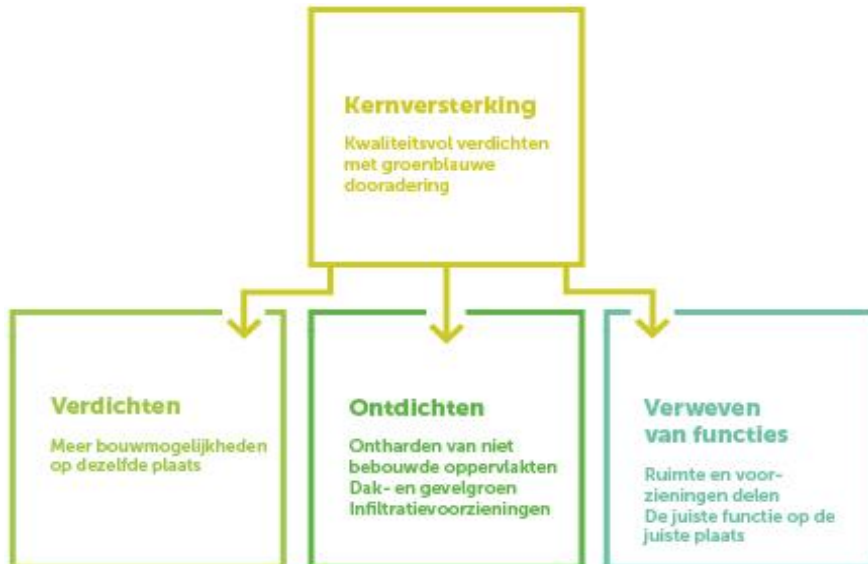 Kernversterking
Kwaliteitsvol verdichten
met groenblauwe
dooradering
Verdichten
Meer bouwmogelijkheden
op dezelfde plaats
Ontdichten
Ontharden van niet
bebouwde oppervlakten
Dak- en gevelgroen
Infiltratievoorzieningen
Verweven
van functies
Ruimte en voor-
zieningen delen
De juiste functie op de
juiste plaats